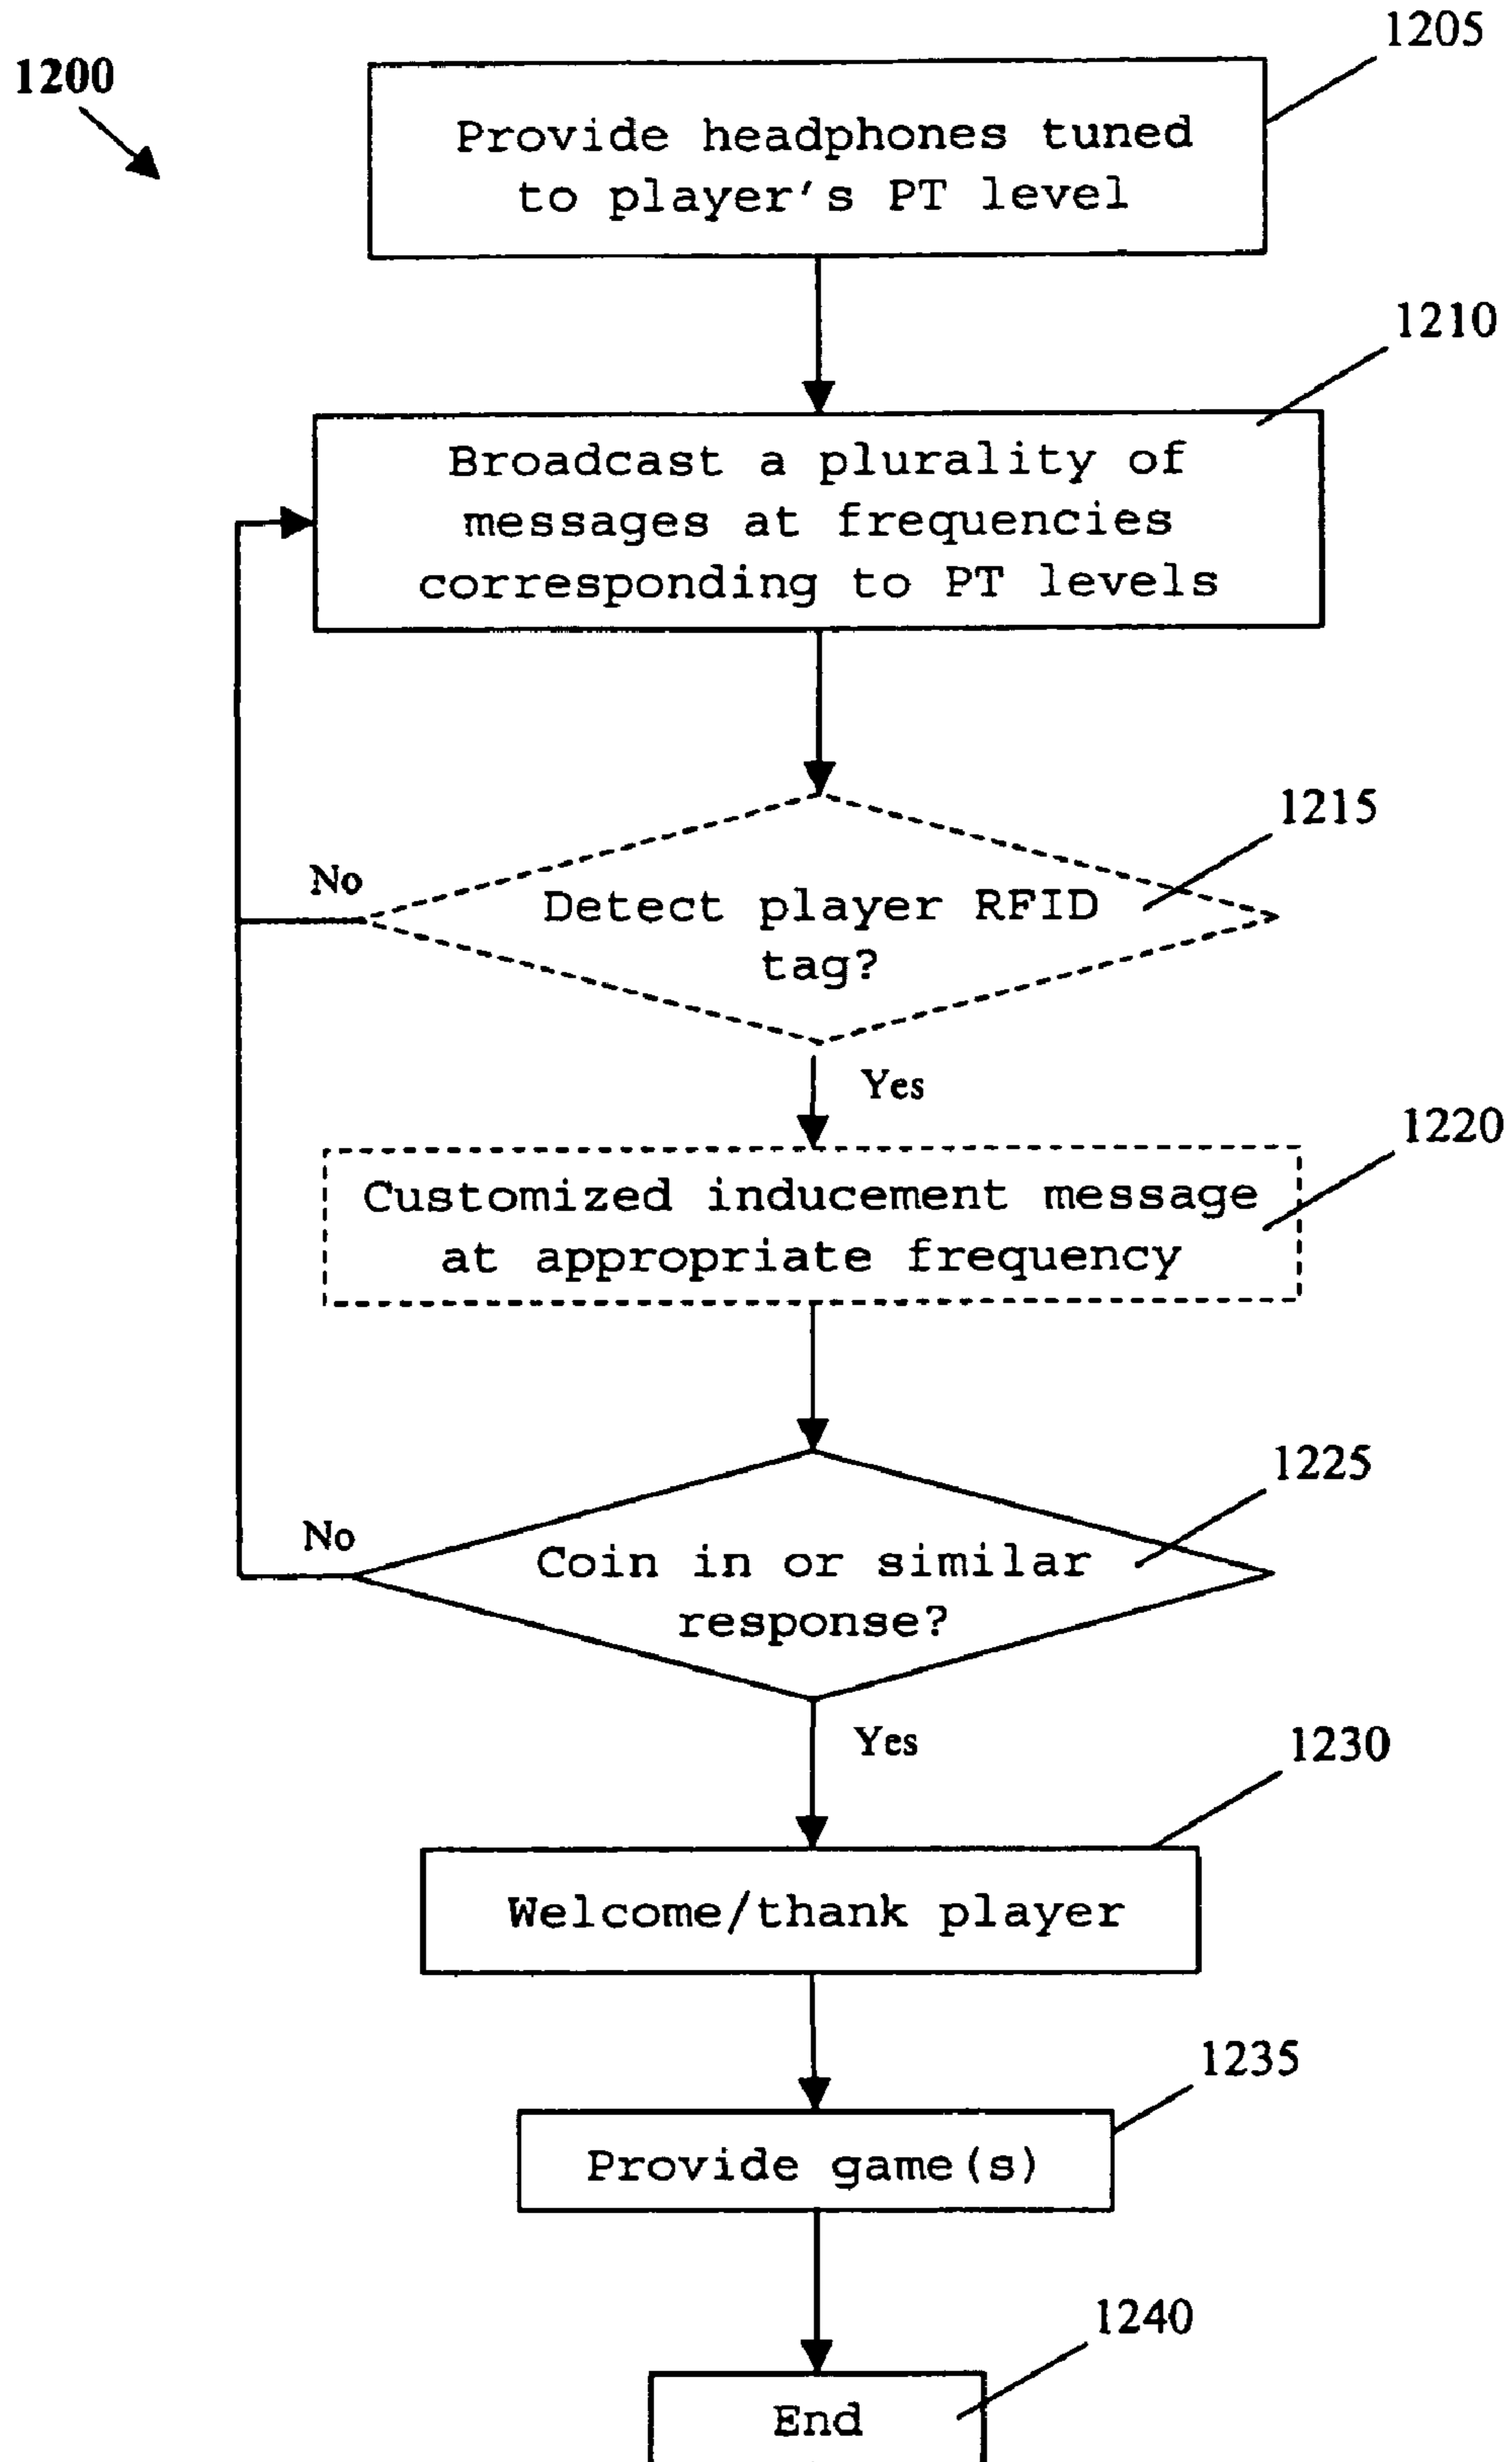 1200
1205
Provide headphones tuned
to player's PT level
1210
Broadcast a plurality of
messages at frequencies
corresponding to PT levels
1215
No
Detect player RFID
tag?
Yes
1220
Customized inducement message
at appropriate frequency
1225
No
Coin in or similar
response?
Yes
1230
Welcome/thank player
1235
Provide game(s)
1240
End